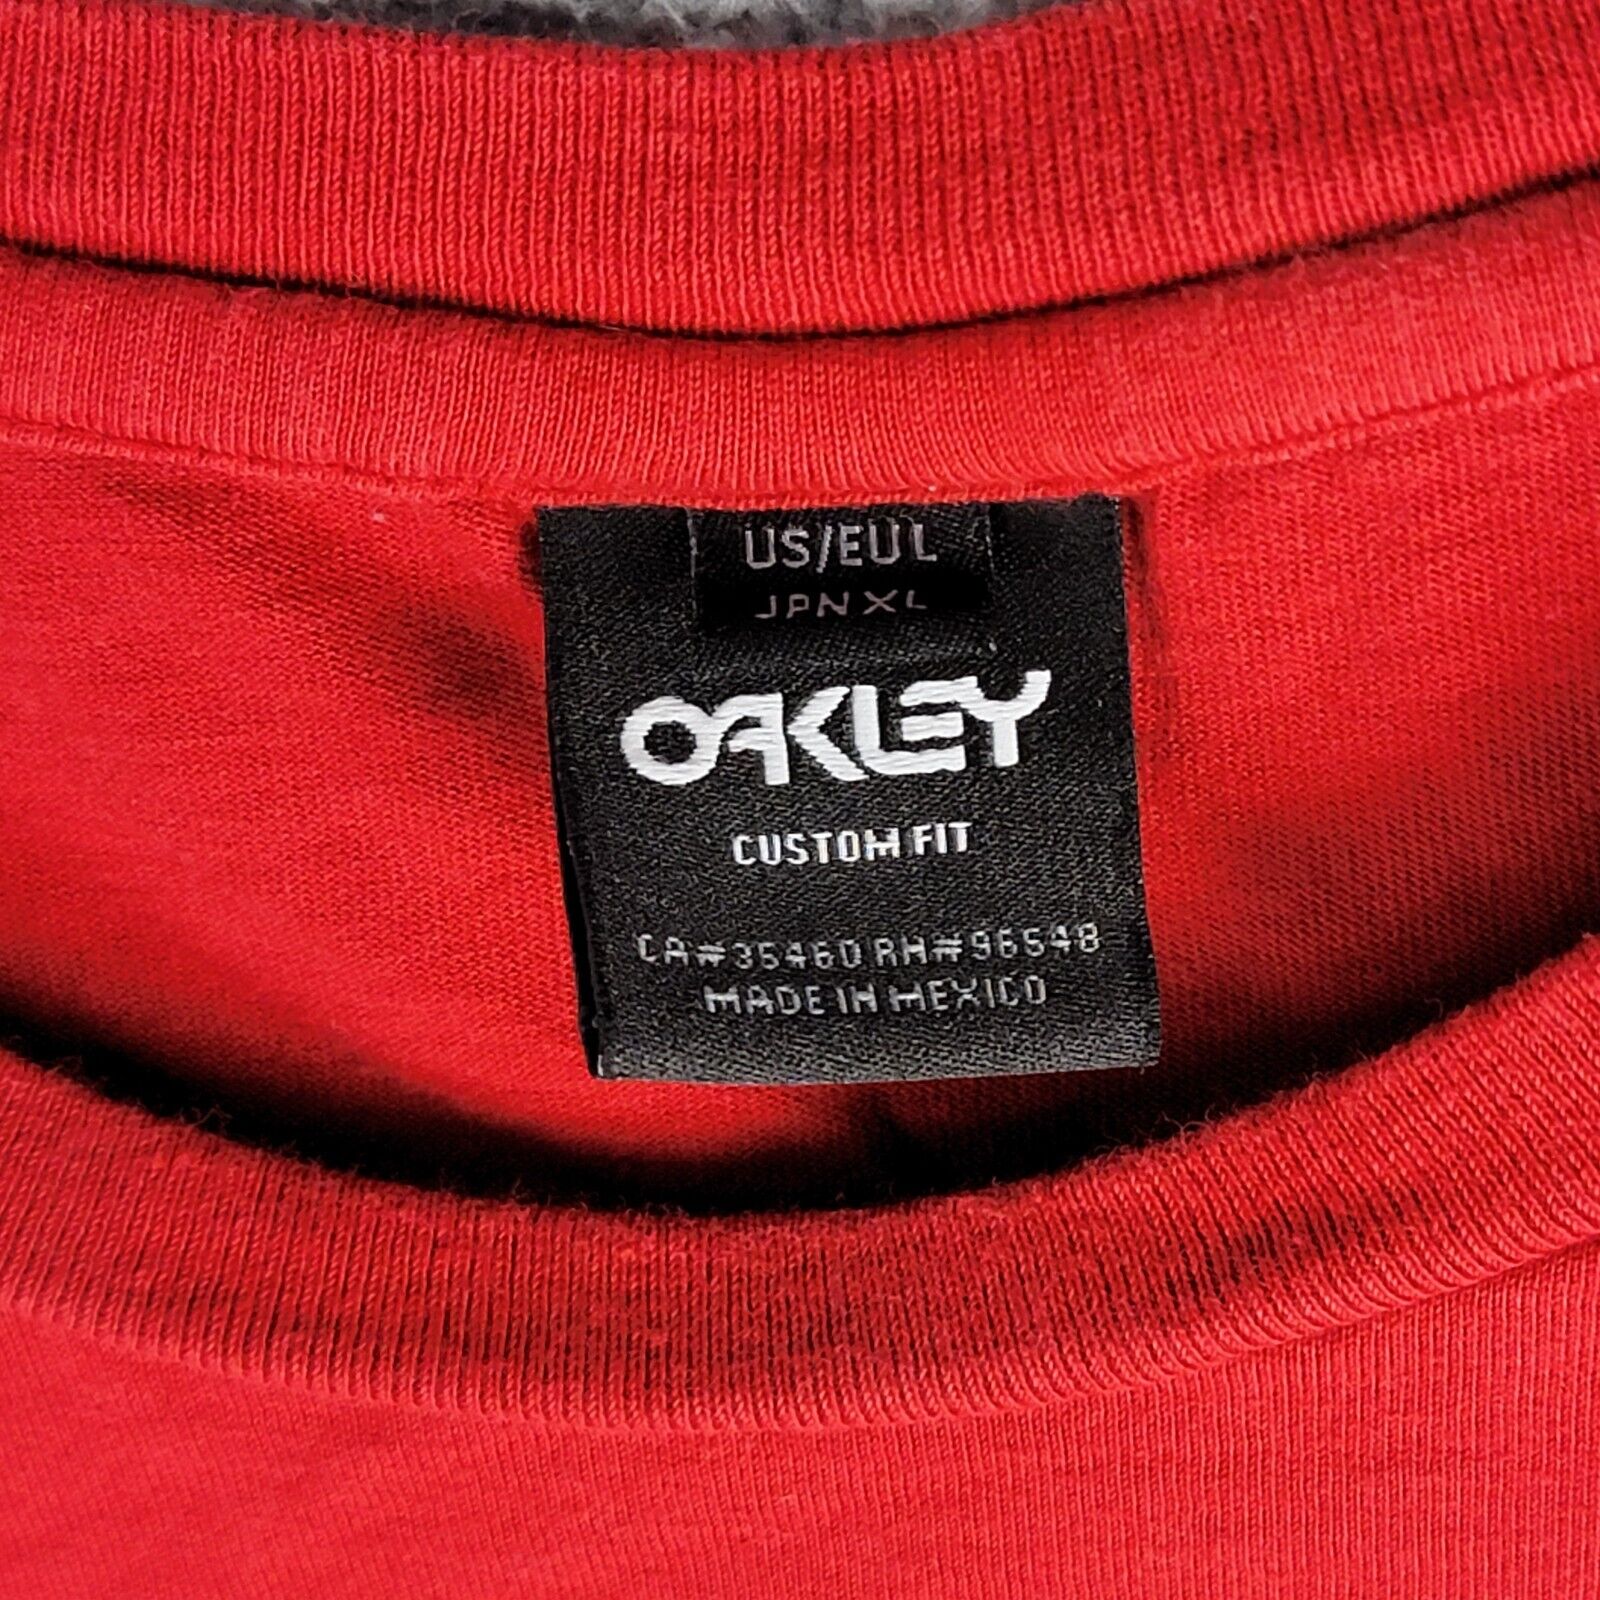 US/EU L
JPN XL
OAKLEY
CUSTOM FIT
CA#35460 RN#96548
MADE IN MEXICO